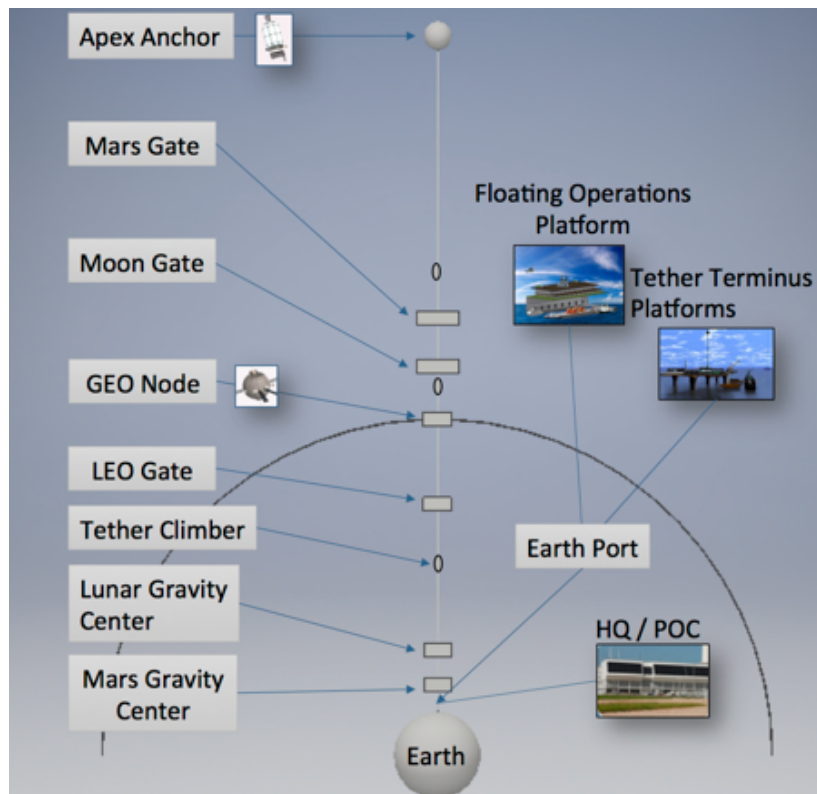 Apex Anchor
Mars Gate
Floating Operations
Platform
Moon Gate
Tether Terminus
Platforms
GEO Node
LEO Gate
Tether Climber
Earth Port
Lunar Gravity
Center
HQ / POC
Mars Gravity
Center
Earth